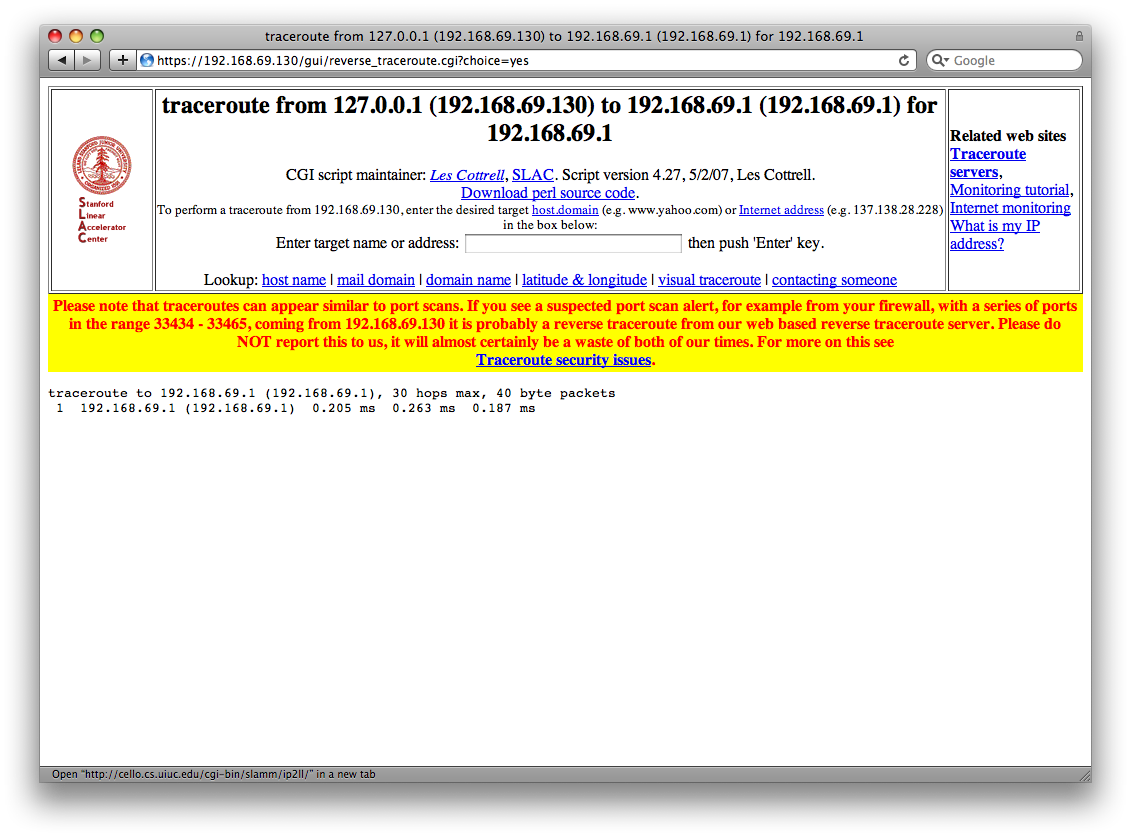 traceroute from 127.0.0.1 (192.168.69.130) to 192.168.69.1 (192.168.69.1) for 192.168.69.1
https://192.168.69.130/gui/reverse_traceroute.cgi?choice=yes
Google
Stanford
Linear
Accelerator
Center
traceroute from 127.0.0.1 (192.168.69.130) to 192.168.69.1 (192.168.69.1) for
192.168.69.1
CGI script maintainer: Les Cottrell, SLAC. Script version 4.27, 5/2/07, Les Cottrell.
Download perl source code.
To perform a traceroute from 192.168.69.130, enter the desired target host.domain (e.g. www.yahoo.com) or Internet address (e.g. 137.138.28.228)
in the box below:
Enter target name or address: then push 'Enter' key.
Lookup: host name | mail domain | domain name | latitude & longitude | visual traceroute | contacting someone
Related web sites
Traceroute
servers,
Monitoring tutorial,
Internet monitoring
What is my IP
address?
Please note that traceroutes can appear similar to port scans. If you see a suspected port scan alert, for example from your firewall, with a series of ports
in the range 33434 - 33465, coming from 192.168.69.130 it is probably a reverse traceroute from our web based reverse traceroute server. Please do
NOT report this to us, it will almost certainly be a waste of both of our times. For more on this see
Traceroute security issues.
traceroute to 192.168.69.1 (192.168.69.1), 30 hops max, 40 byte packets
1 192.168.69.1 (192.168.69.1) 0.205 ms 0.263 ms 0.187 ms
Open "http://cello.cs.uiuc.edu/cgi-bin/slamm/ip2ll/" in a new tab